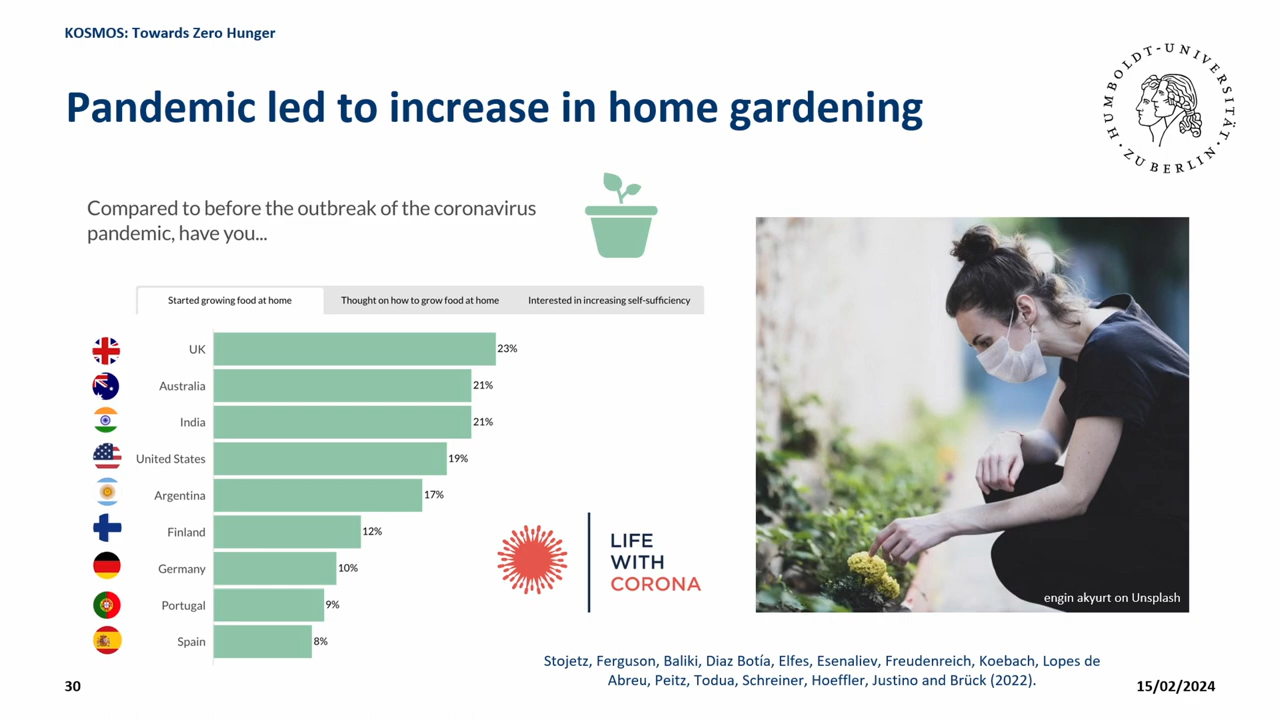 KOSMOS: Towards Zero Hunger
HUMBOLDT-UNIVERSITÄT · ZU BERLIN ·
Pandemic led to increase in home gardening
Compared to before the outbreak of the coronavirus
pandemic, have you...
Started growing food at home
Thought on how to grow food at home
Interested in increasing self-sufficiency
UK 23%
Australia 21%
India 21%
United States 19%
Argentina 17%
Finland 12%
Germany 10%
Portugal 9%
Spain 8%
LIFE
WITH
CORONA
engin akyurt on Unsplash
Stojetz, Ferguson, Baliki, Diaz Botía, Elfes, Esenaliev, Freudenreich, Koebach, Lopes de
Abreu, Peitz, Todua, Schreiner, Hoeffler, Justino and Brück (2022).
30
15/02/2024